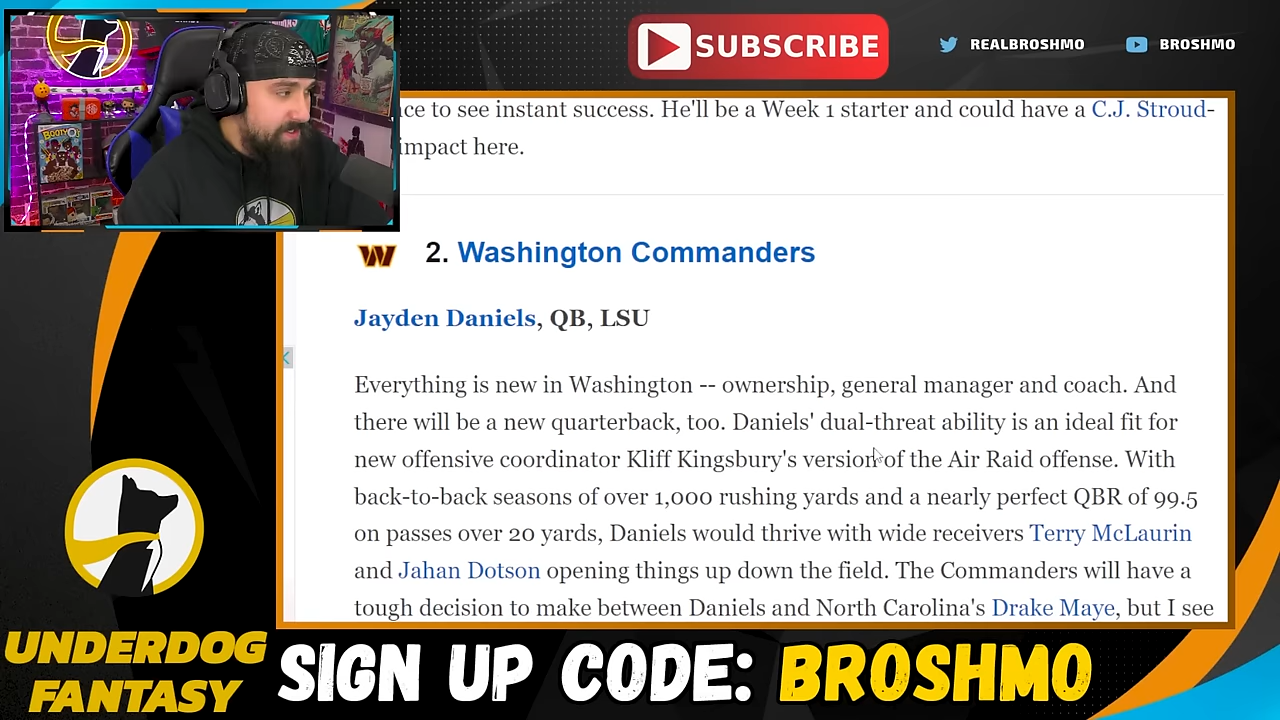 SUBSCRIBE
REALBROSHMO
BROSHMO
BOOTYO'S
ce to see instant success. He'll be a Week 1 starter and could have a C.J. Stroud-
impact here.
2. Washington Commanders
Jayden Daniels, QB, LSU
Everything is new in Washington -- ownership, general manager and coach. And
there will be a new quarterback, too. Daniels' dual-threat ability is an ideal fit for
new offensive coordinator Kliff Kingsbury's version of the Air Raid offense. With
back-to-back seasons of over 1,000 rushing yards and a nearly perfect QBR of 99.5
on passes over 20 yards, Daniels would thrive with wide receivers Terry McLaurin
and Jahan Dotson opening things up down the field. The Commanders will have a
tough decision to make between Daniels and North Carolina's Drake Maye, but I see
UNDERDOG
FANTASY
SIGN UP CODE: BROSHMO